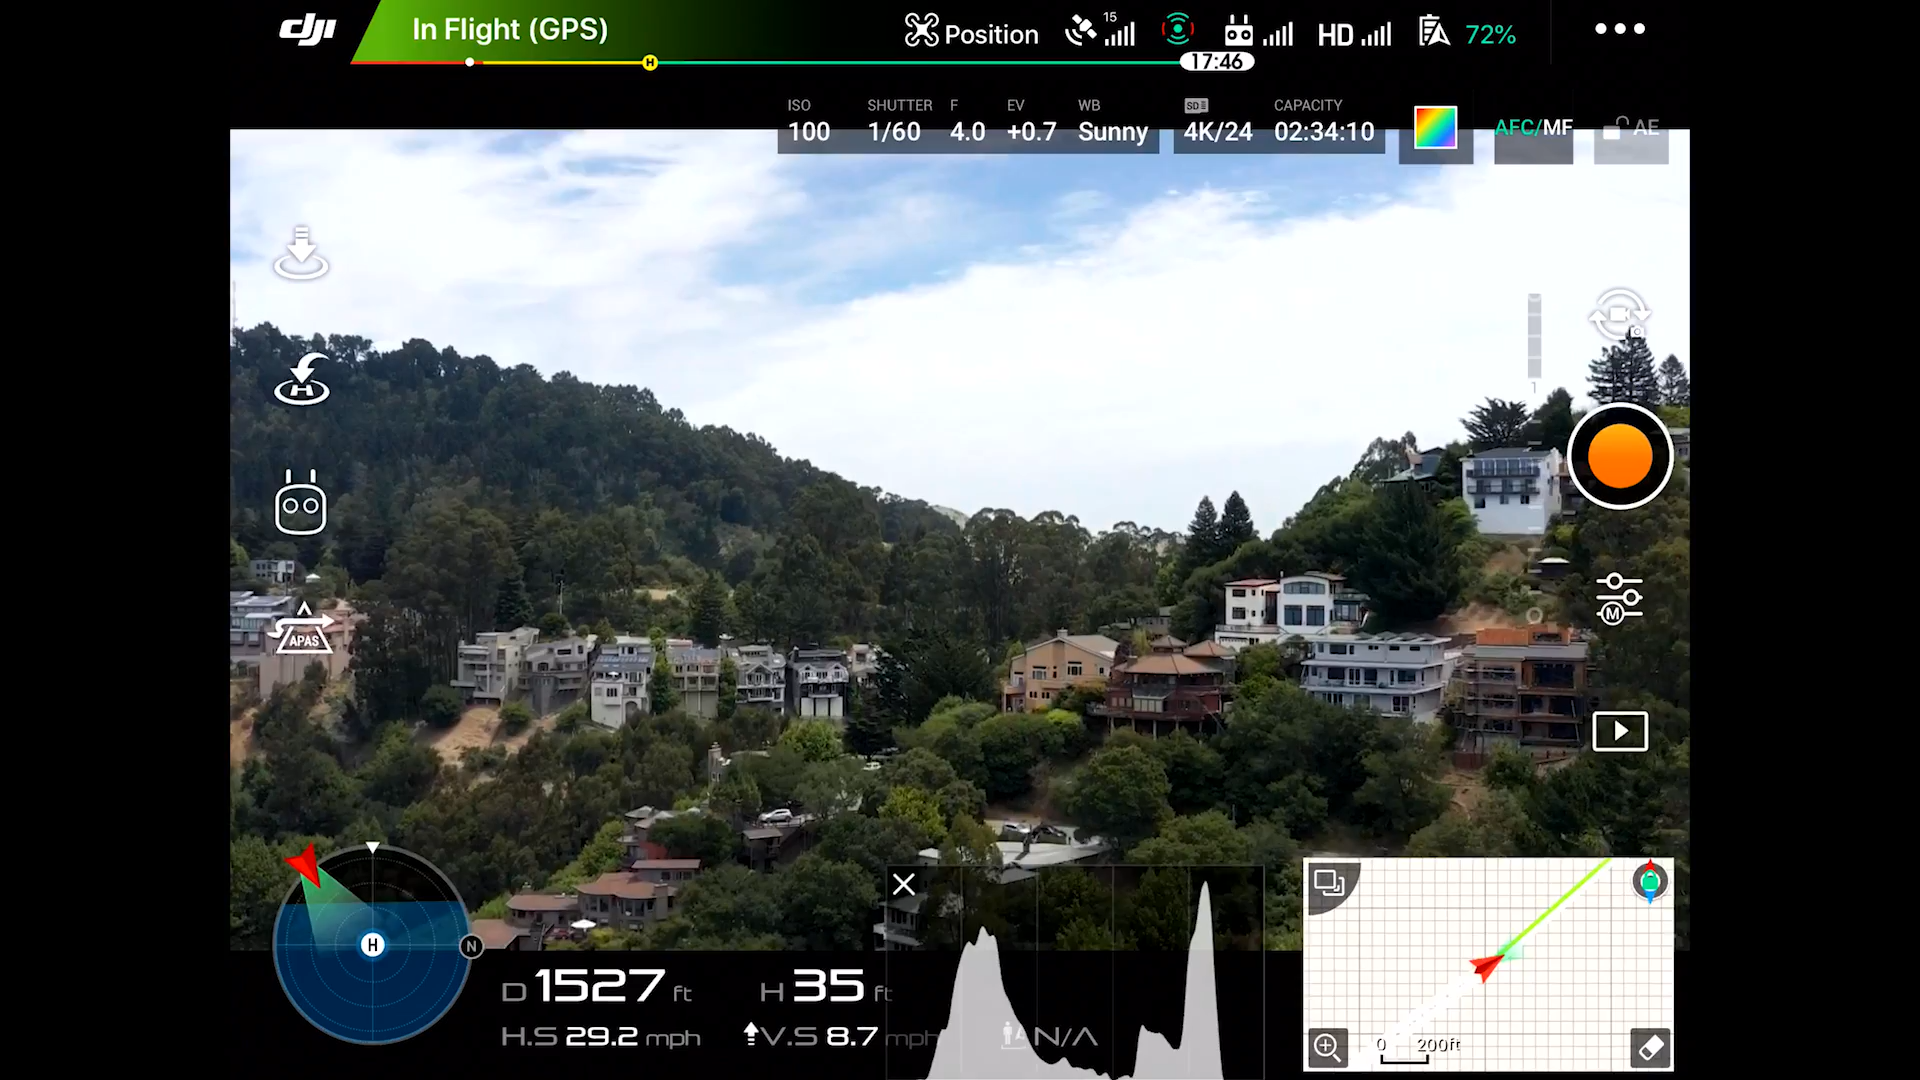 dji In Flight (GPS) Position 15 HD 72%
H 17:46
ISO SHUTTER F EV WB SD CAPACITY
100 1/60 4.0 +0.7 Sunny 4K/24 02:34:10 AFC/MF AE
H
1
M
APAS
H N
D 1527 ft H 35 ft
H.S 29.2 mph V.S 8.7 mph N/A
0 200ft